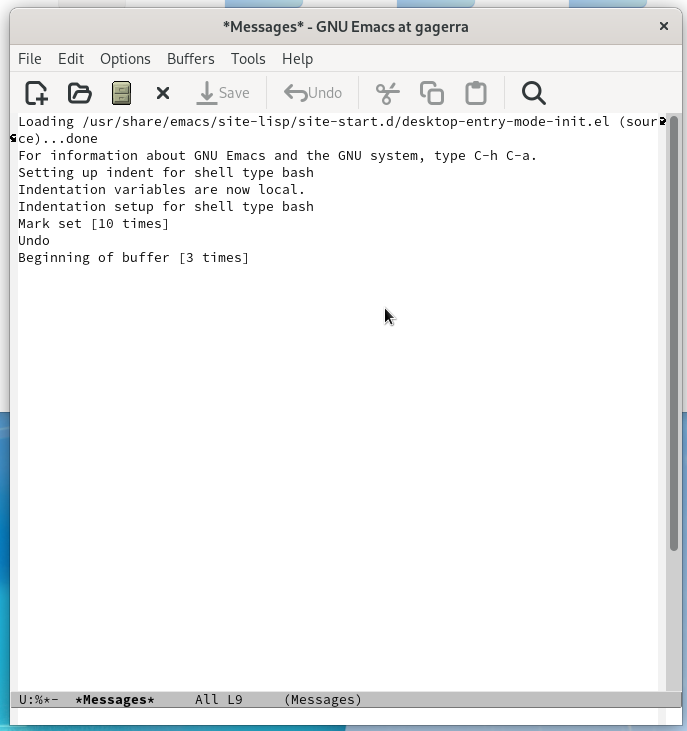 *Messages* - GNU Emacs at gagerra
File Edit Options Buffers Tools Help
Save Undo
Loading /usr/share/emacs/site-lisp/site-start.d/desktop-entry-mode-init.el (sour
ce)...done
For information about GNU Emacs and the GNU system, type C-h C-a.
Setting up indent for shell type bash
Indentation variables are now local.
Indentation setup for shell type bash
Mark set [10 times]
Undo
Beginning of buffer [3 times]
U:%*- *Messages* All L9 (Messages)